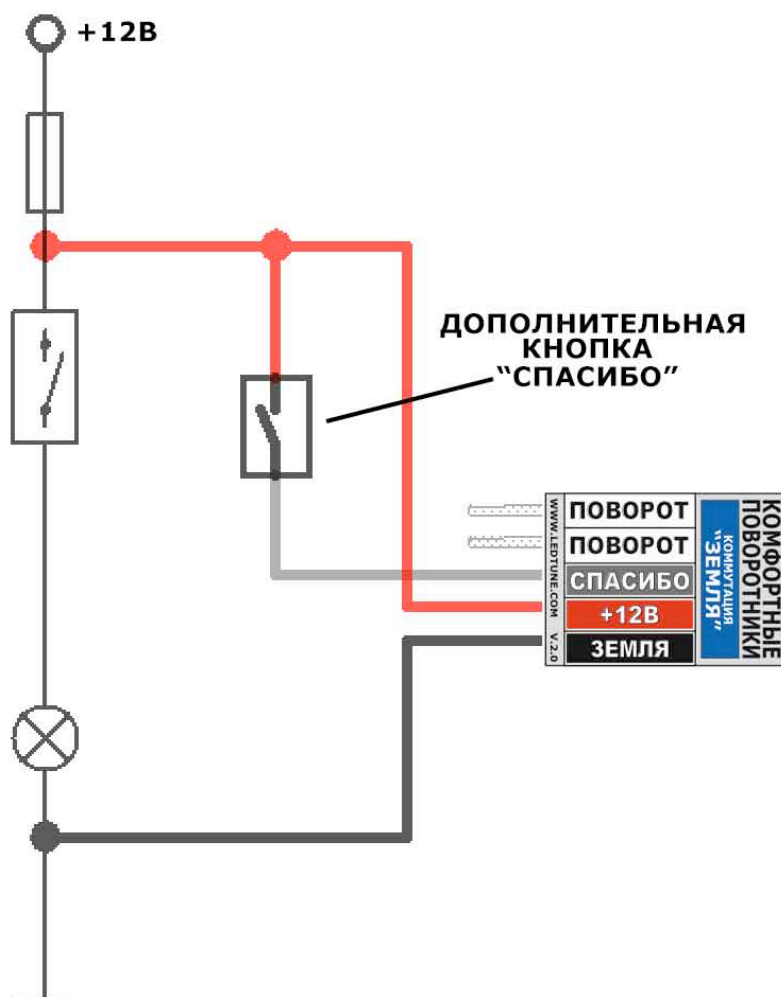 +12В
ДОПОЛНИТЕЛЬНАЯ
КНОПКА
“СПАСИБО”
WWW.LEDTUNE.COM V.2.0
ПОВОРОТ
ПОВОРОТ
СПАСИБО
+12В
ЗЕМЛЯ
КОММУТАЦИЯ
“ЗЕМЛЯ”
КОМФОРТНЫЕ
ПОВОРОТНИКИ